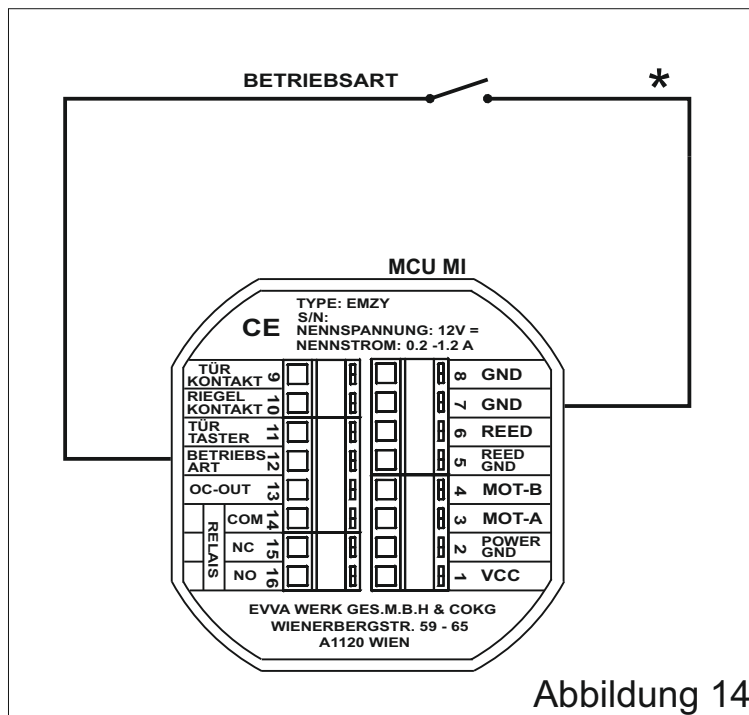 BETRIEBSART
*
MCU MI
TYPE: EMZY
S/N:
CE
NENNSPANNUNG: 12V =
NENNSTROM: 0.2 -1.2 A
TÜR
KONTAKT 9
RIEGEL
KONTAKT 10
TÜR
TASTER 11
BETRIEBS
ART 12
OC-OUT 13
RELAIS
COM 14
NC 15
NO 16
8 GND
7 GND
6 REED
5 REED
GND
4 MOT-B
3 MOT-A
2 POWER
GND
1 VCC
EVVA WERK GES.M.B.H & COKG
WIENERBERGSTR. 59 - 65
A1120 WIEN
Abbildung 14